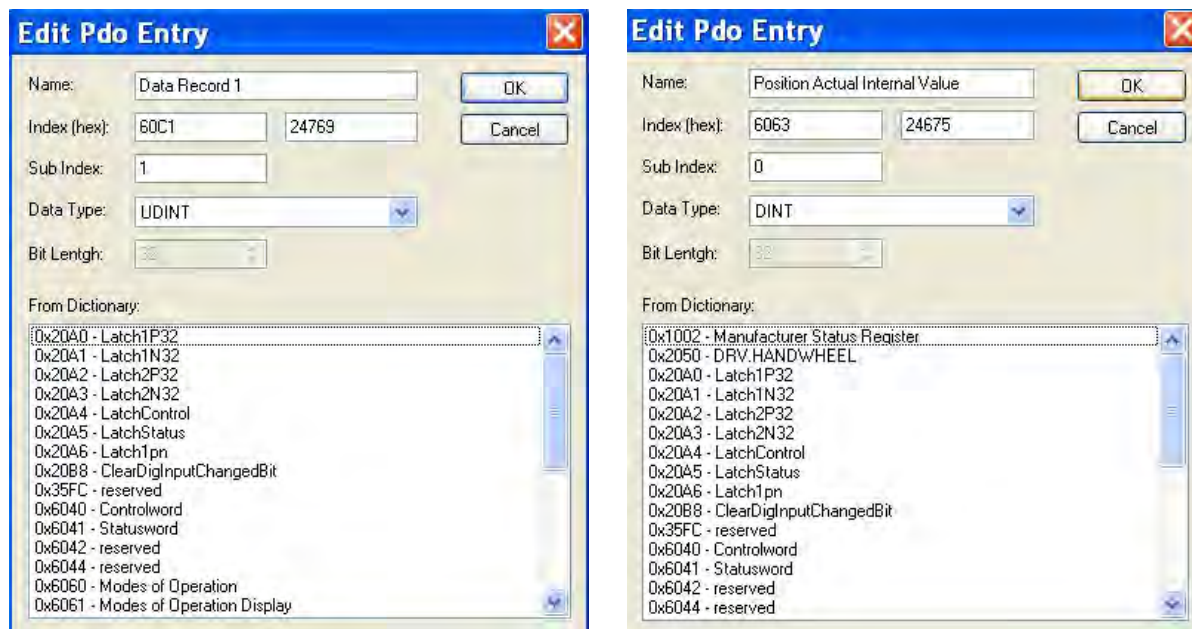 Edit Pdo Entry
Name: Data Record 1 OK
Index (hex): 60C1 24769 Cancel
Sub Index: 1
Data Type: UDINT
Bit Lentgh: 32
From Dictionary:
0x20A0 - Latch1P32
0x20A1 - Latch1N32
0x20A2 - Latch2P32
0x20A3 - Latch2N32
0x20A4 - LatchControl
0x20A5 - LatchStatus
0x20A6 - Latch1pn
0x20B8 - ClearDigInputChangedBit
0x35FC - reserved
0x6040 - Controlword
0x6041 - Statusword
0x6042 - reserved
0x6044 - reserved
0x6060 - Modes of Operation
0x6061 - Modes of Operation Display
Edit Pdo Entry
Name: Position Actual Internal Value OK
Index (hex): 6063 24675 Cancel
Sub Index: 0
Data Type: DINT
Bit Lentgh: 32
From Dictionary:
0x1002 - Manufacturer Status Register
0x2050 - DRV.HANDWHEEL
0x20A0 - Latch1P32
0x20A1 - Latch1N32
0x20A2 - Latch2P32
0x20A3 - Latch2N32
0x20A4 - LatchControl
0x20A5 - LatchStatus
0x20A6 - Latch1pn
0x20B8 - ClearDigInputChangedBit
0x35FC - reserved
0x6040 - Controlword
0x6041 - Statusword
0x6042 - reserved
0x6044 - reserved